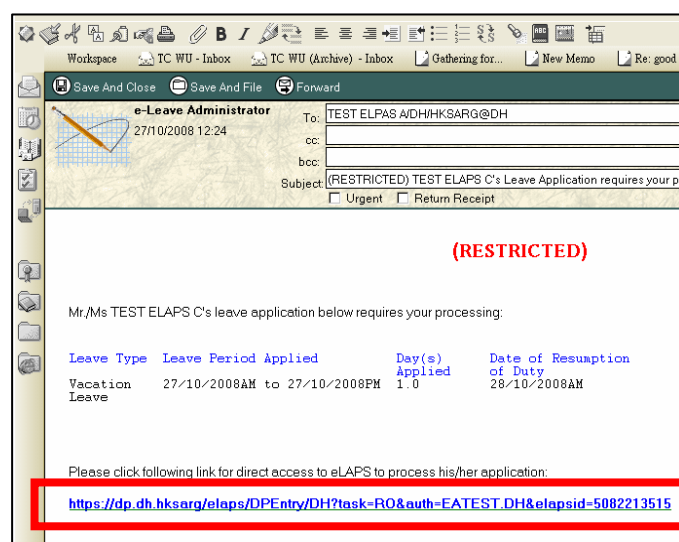 Workspace TC WU - Inbox TC WU (Archive) - Inbox Gathering for... New Memo Re: good
Save And Close Save And File Forward
e-Leave Administrator
27/10/2008 12:24
To: TEST ELPAS A/DH/HKSARG@DH
cc:
bcc:
Subject: (RESTRICTED) TEST ELAPS C's Leave Application requires your p
Urgent Return Receipt
(RESTRICTED)
Mr./Ms TEST ELAPS C's leave application below requires your processing:
Leave Type Leave Period Applied Day(s) Date of Resumption
Applied of Duty
Vacation 27/10/2008AM to 27/10/2008PM 1.0 28/10/2008AM
Leave
Please click following link for direct access to eLAPS to process his/her application:
https://dp.dh.hksarg/elaps/DPEntry/DH?task=RO&auth=EATEST.DH&elapsid=5082213515